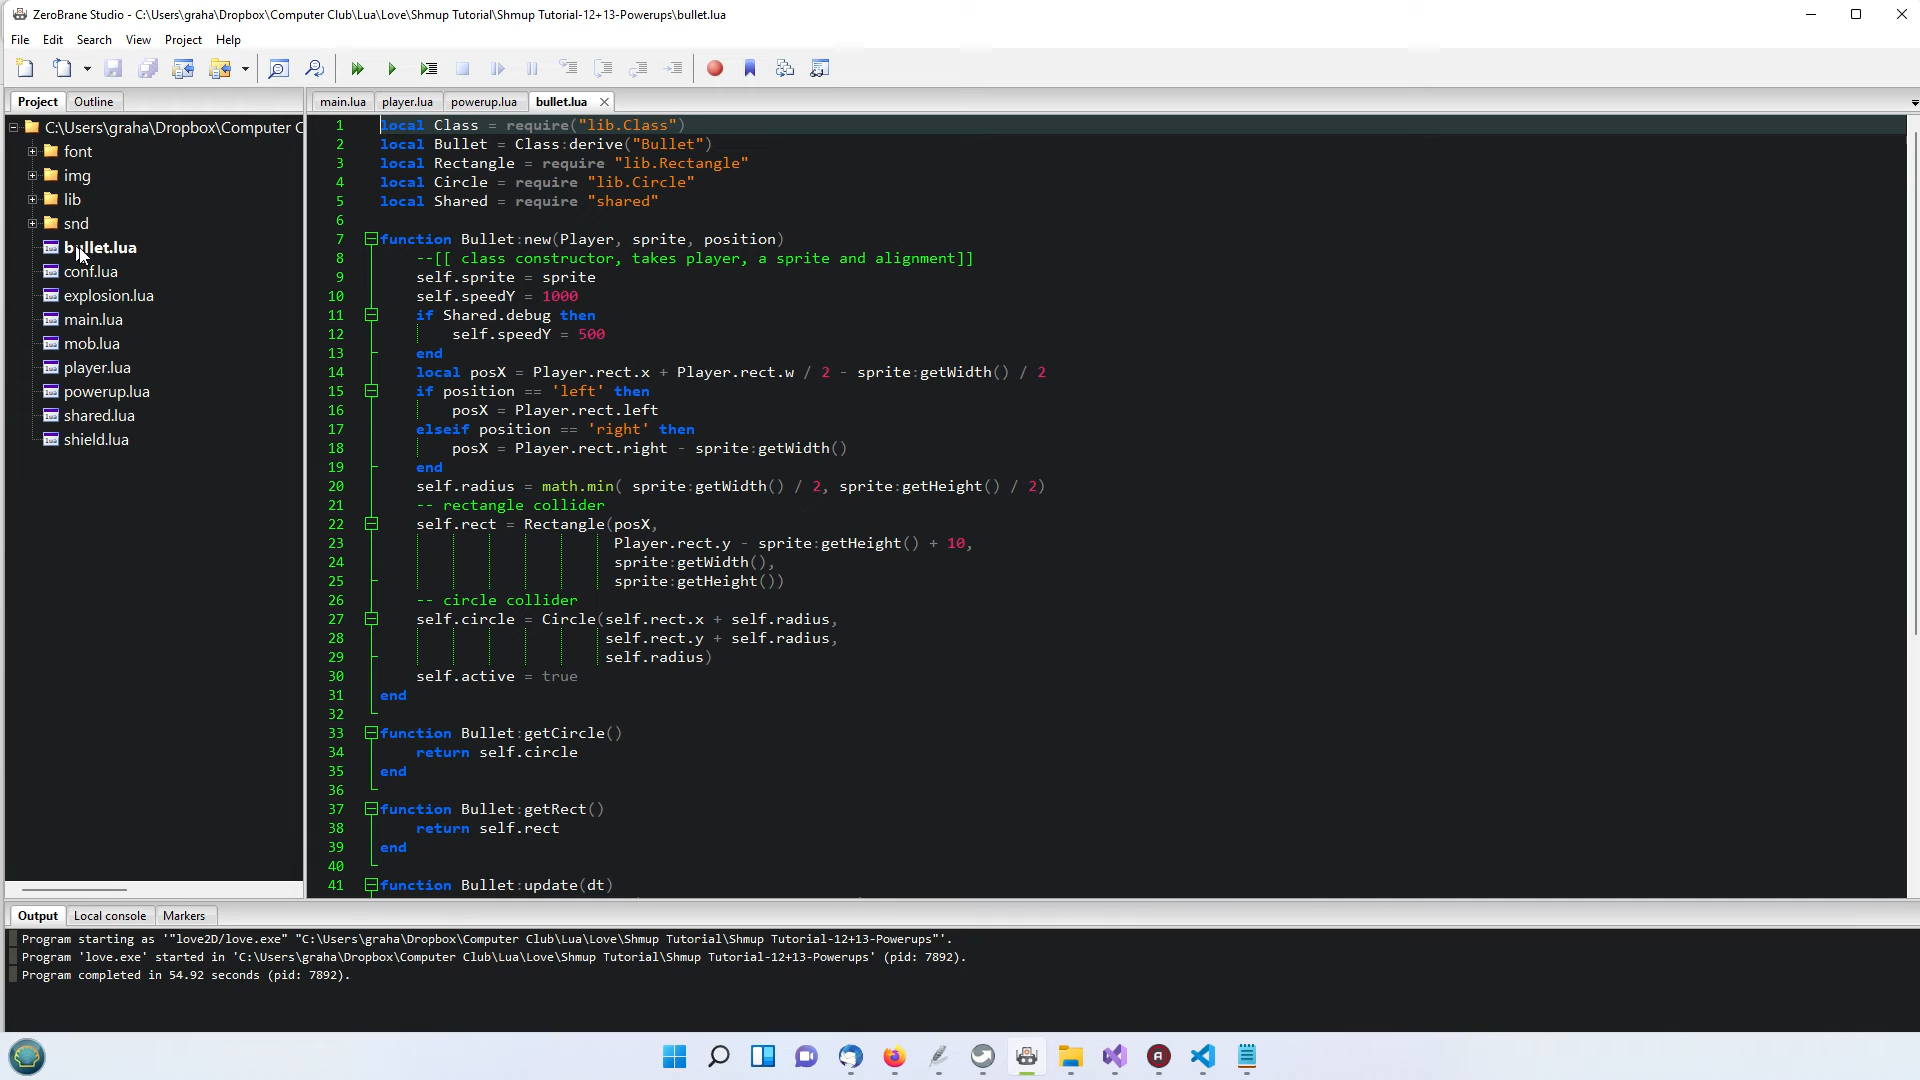 ZeroBrane Studio - C:\Users\graha\Dropbox\Computer Club\Lua\Love\Shmup Tutorial\Shmup Tutorial-12+13-Powerups\bullet.lua
File Edit Search View Project Help
Project Outline
main.lua player.lua powerup.lua bullet.lua
C:\Users\graha\Dropbox\Computer C
font
img
lib
snd
bullet.lua
conf.lua
explosion.lua
main.lua
mob.lua
player.lua
powerup.lua
shared.lua
shield.lua
1 local Class = require("lib.Class")
2 local Bullet = Class:derive("Bullet")
3 local Rectangle = require "lib.Rectangle"
4 local Circle = require "lib.Circle"
5 local Shared = require "shared"
6
7 function Bullet:new(Player, sprite, position)
8 --[[ class constructor, takes player, a sprite and alignment]]
9 self.sprite = sprite
10 self.speedY = 1000
11 if Shared.debug then
12 self.speedY = 500
13 end
14 local posX = Player.rect.x + Player.rect.w / 2 - sprite:getWidth() / 2
15 if position == 'left' then
16 posX = Player.rect.left
17 elseif position == 'right' then
18 posX = Player.rect.right - sprite:getWidth()
19 end
20 self.radius = math.min( sprite:getWidth() / 2, sprite:getHeight() / 2)
21 -- rectangle collider
22 self.rect = Rectangle(posX,
23 Player.rect.y - sprite:getHeight() + 10,
24 sprite:getWidth(),
25 sprite:getHeight())
26 -- circle collider
27 self.circle = Circle(self.rect.x + self.radius,
28 self.rect.y + self.radius,
29 self.radius)
30 self.active = true
31 end
32
33 function Bullet:getCircle()
34 return self.circle
35 end
36
37 function Bullet:getRect()
38 return self.rect
39 end
40
41 function Bullet:update(dt)
Output Local console Markers
Program starting as '"love2D/love.exe" "C:\Users\graha\Dropbox\Computer Club\Lua\Love\Shmup Tutorial\Shmup Tutorial-12+13-Powerups"'.
Program 'love.exe' started in 'C:\Users\graha\Dropbox\Computer Club\Lua\Love\Shmup Tutorial\Shmup Tutorial-12+13-Powerups' (pid: 7892).
Program completed in 54.92 seconds (pid: 7892).